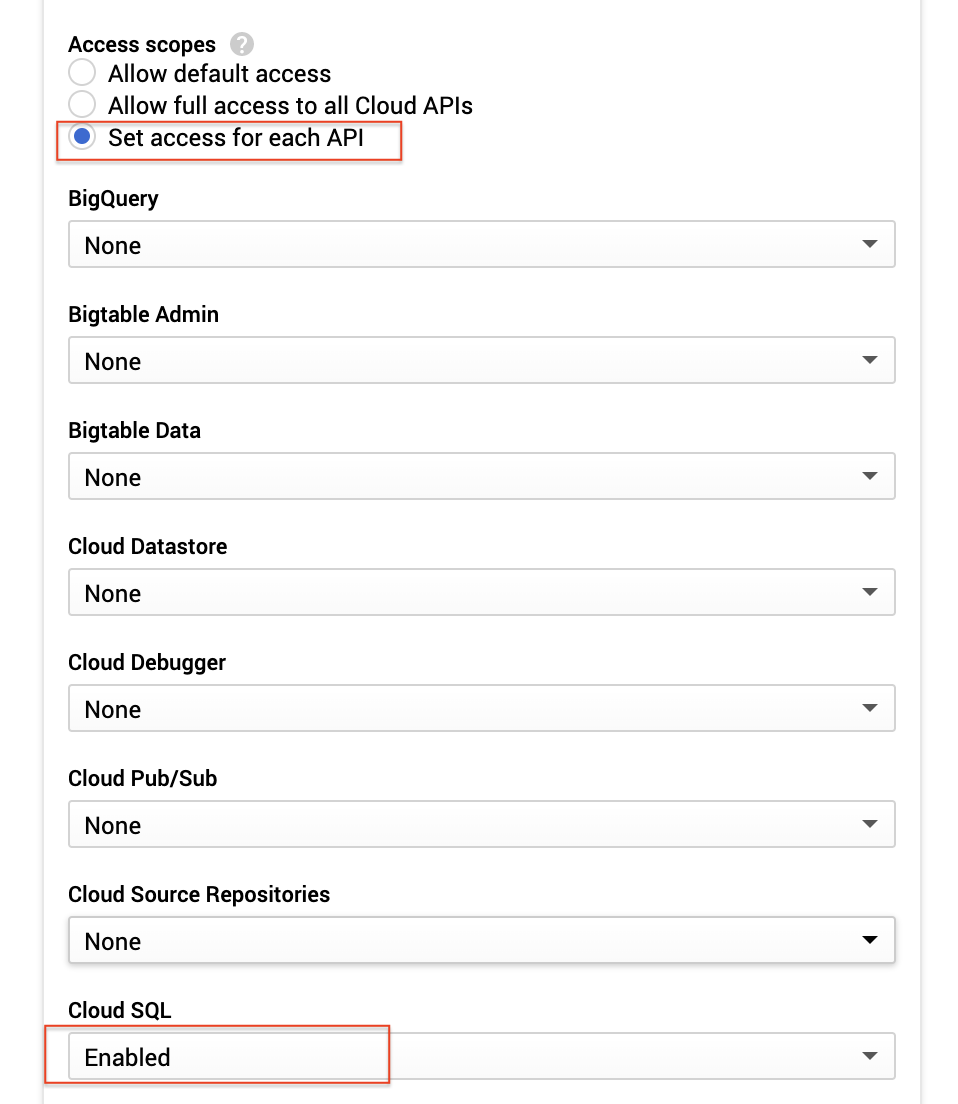 Access scopes ?
Allow default access
Allow full access to all Cloud APIs
Set access for each API
BigQuery
None
Bigtable Admin
None
Bigtable Data
None
Cloud Datastore
None
Cloud Debugger
None
Cloud Pub/Sub
None
Cloud Source Repositories
None
Cloud SQL
Enabled